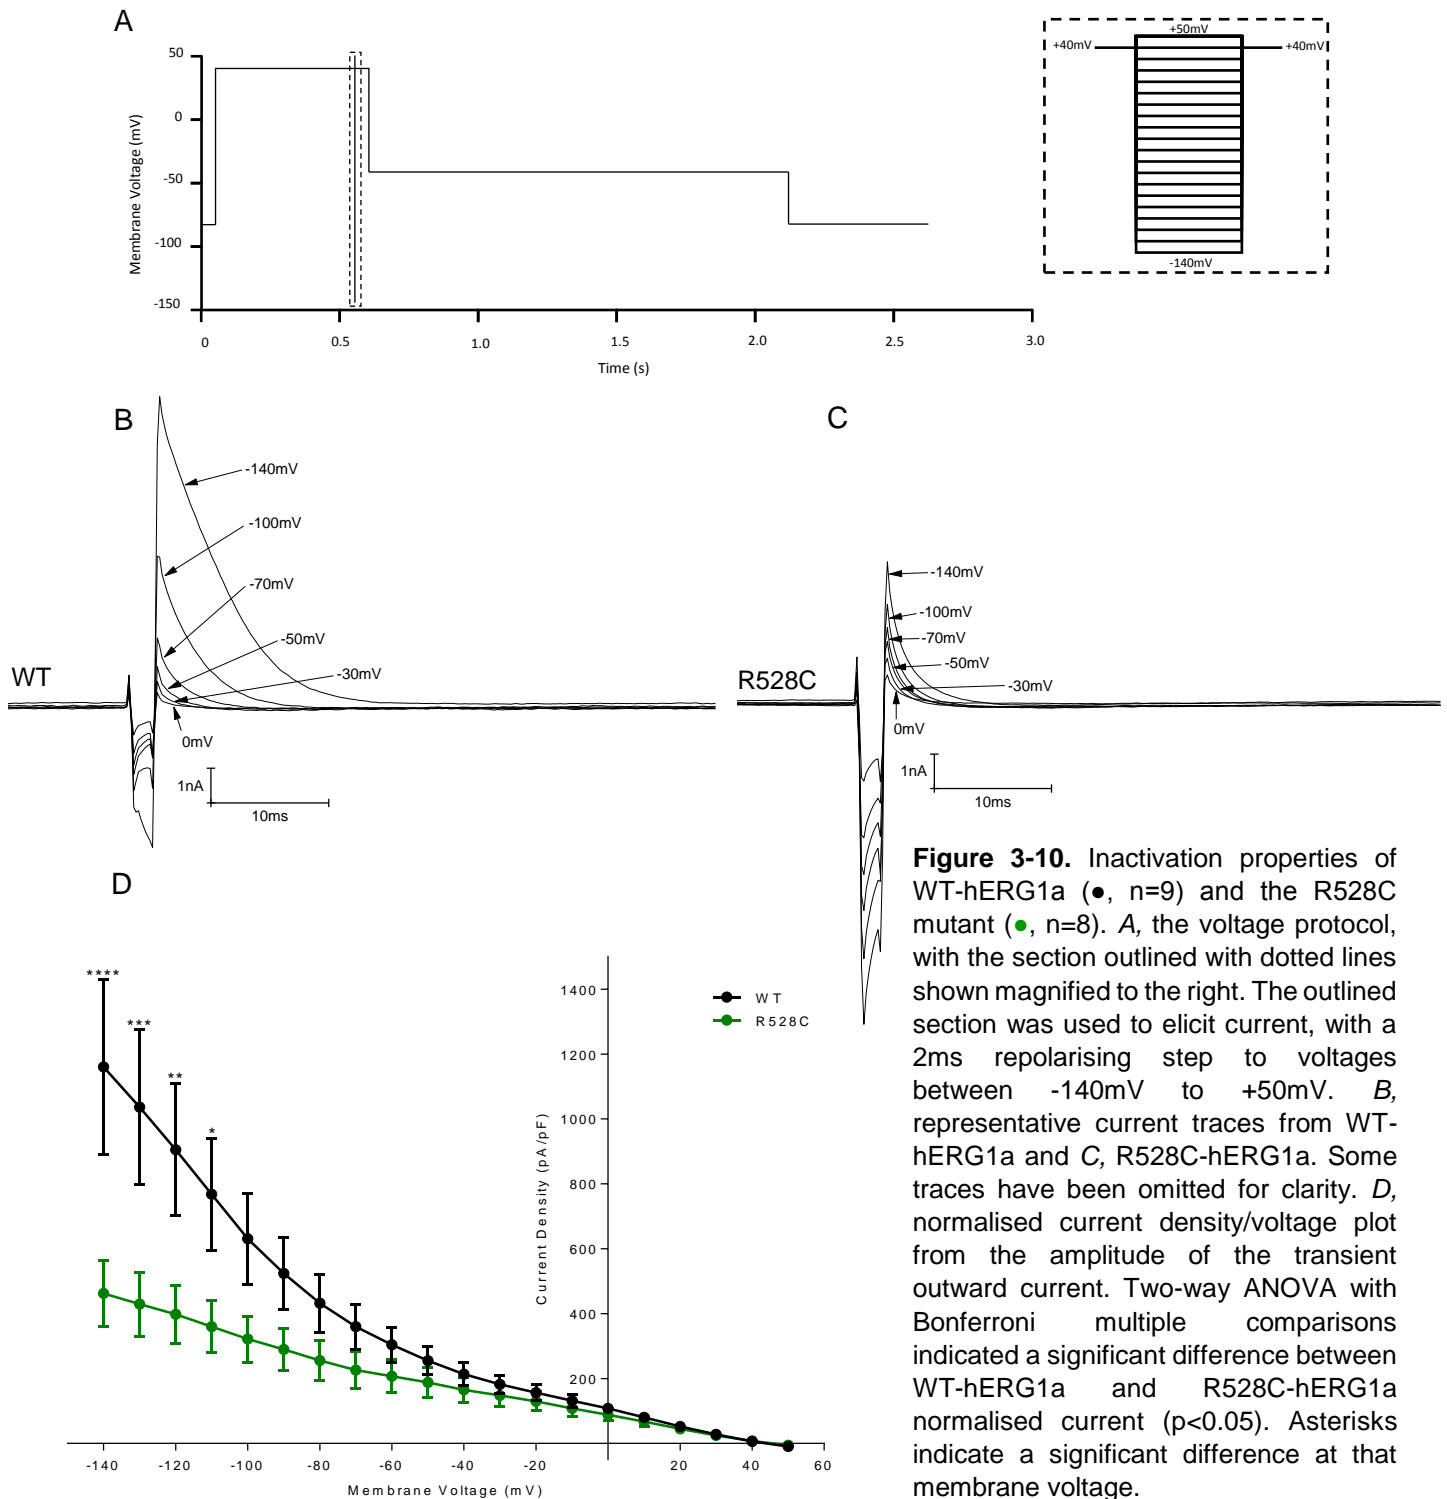 A
50
0
-50
-100
-150
Membrane Voltage (mV)
0
0.5
1.0
1.5
2.0
2.5
3.0
Time (s)
+50mV
+40mV
+40mV
-140mV
B
-140mV
-100mV
-70mV
-50mV
-30mV
WT
0mV
1nA
10ms
C
-140mV
-100mV
-70mV
-50mV
-30mV
R528C
0mV
1nA
10ms
D
****
***
**
*
1400
1200
1000
800
600
400
200
Current Density (pA/pF)
WT
R528C
-140
-120
-100
-80
-60
-40
-20
20
40
60
Membrane Voltage (mV)
Figure 3-10. Inactivation properties of
WT-hERG1a (●, n=9) and the R528C
mutant (●, n=8). A, the voltage protocol,
with the section outlined with dotted lines
shown magnified to the right. The outlined
section was used to elicit current, with a
2ms repolarising step to voltages
between -140mV to +50mV. B,
representative current traces from WT-
hERG1a and C, R528C-hERG1a. Some
traces have been omitted for clarity. D,
normalised current density/voltage plot
from the amplitude of the transient
outward current. Two-way ANOVA with
Bonferroni multiple comparisons
indicated a significant difference between
WT-hERG1a and R528C-hERG1a
normalised current (p<0.05). Asterisks
indicate a significant difference at that
membrane voltage.